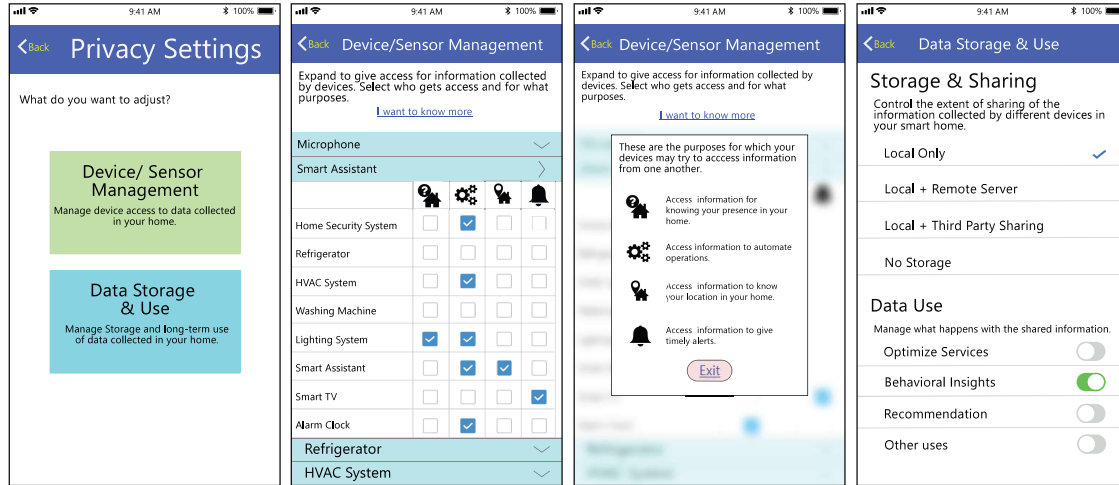 9:41 AM
100%
Back
Privacy Settings
What do you want to adjust?
Device/ Sensor
Management
Manage device access to data collected
in your home.
Data Storage
& Use
Manage Storage and long-term use
of data collected in your home.
9:41 AM
100%
Back
Device/Sensor Management
Expand to give access for information collected
by devices. Select who gets access and for what
purposes.
I want to know more
Microphone
Smart Assistant
Home Security System
Refrigerator
HVAC System
Washing Machine
Lighting System
Smart Assistant
Smart TV
Alarm Clock
Refrigerator
HVAC System
9:41 AM
100%
Back
Device/Sensor Management
Expand to give access for information collected by
devices. Select who gets access and for what
purposes.
I want to know more
These are the purposes for which your
devices may try to acccess information
from one another.
Access information for
knowing your presence in your
home.
Access information to automate
operations.
Access information to know
your location in your home.
Access information to give
timely alerts.
Exit
9:41 AM
100%
Back
Data Storage & Use
Storage & Sharing
Control the extent of sharing of the
information collected by different devices in
your smart home.
Local Only
Local + Remote Server
Local + Third Party Sharing
No Storage
Data Use
Manage what happens with the shared information.
Optimize Services
Behavioral Insights
Recommendation
Other uses